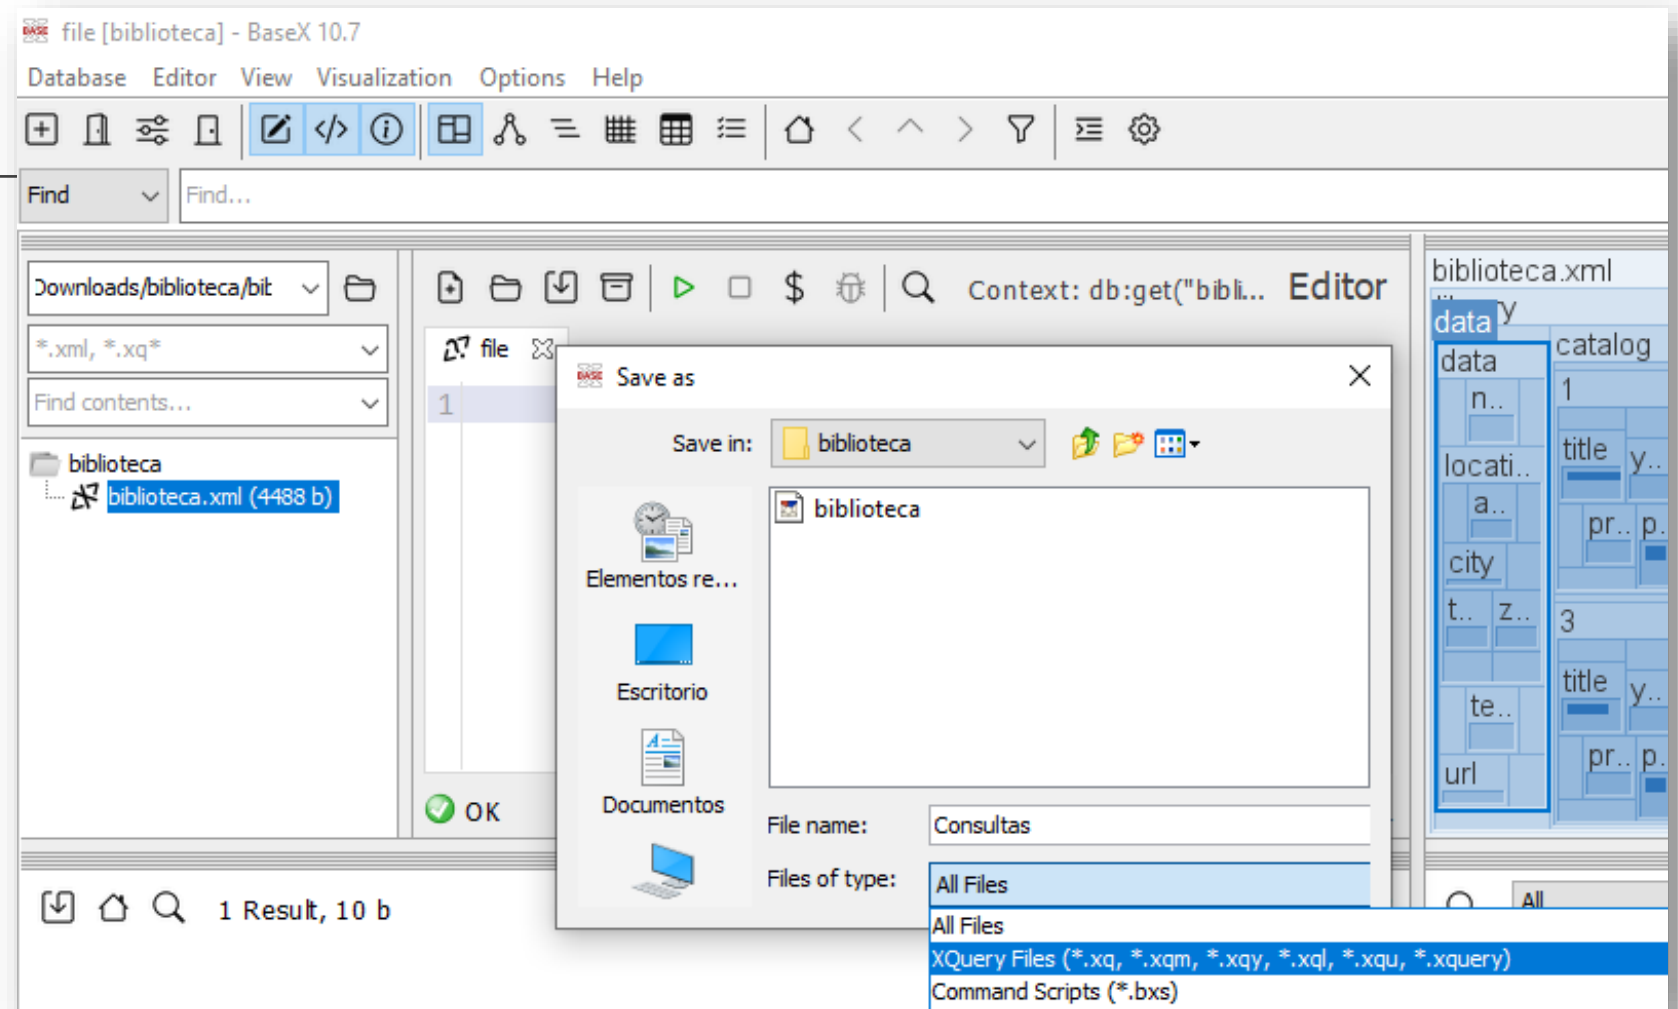 file [biblioteca] - BaseX 10.7
Database Editor View Visualization Options Help
Find Find...
Downloads/biblioteca/bit
*.xml, *.xq*
Find contents...
biblioteca
biblioteca.xml (4488 b)
Context: db:get("bibli... Editor
file
1
OK
Save as
Save in: biblioteca
biblioteca
Elementos re...
Escritorio
Documentos
File name: Consultas
Files of type: All Files
All Files
XQuery Files (*.xq, *.xqm, *.xqy, *.xql, *.xqu, *.xquery)
Command Scripts (*.bxs)
biblioteca.xml
data
data
n..
locati..
a..
city
t.. z..
te..
url
catalog
1
title y..
pr.. p.
3
title y..
pr.. p.
1 Result, 10 b
All